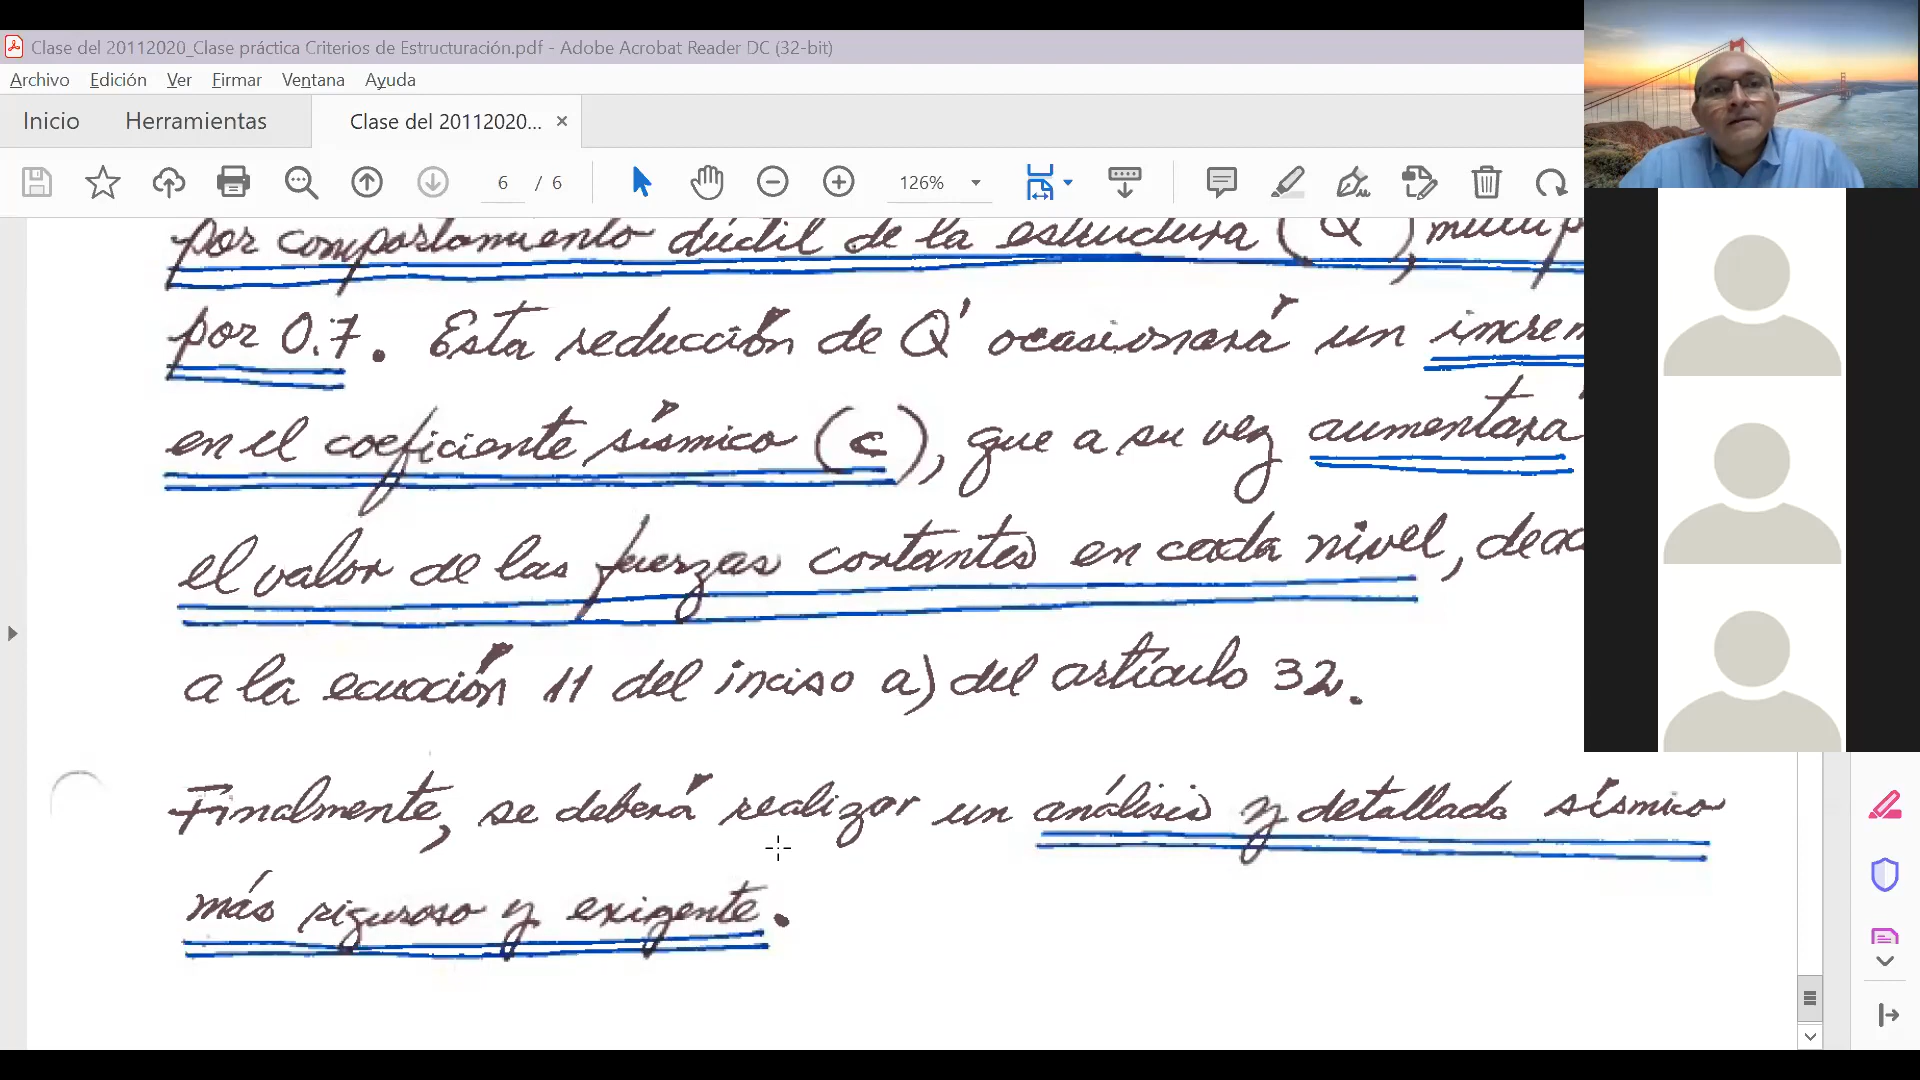 Clase del 20112020_Clase práctica Criterios de Estructuración.pdf - Adobe Acrobat Reader DC (32-bit)
Archivo Edición Ver Firmar Ventana Ayuda
Inicio Herramientas Clase del 20112020... ×
6 / 6 126%
por comportamiento dúctil de la estructura (Q'),
por 0.7. Esta reducción de Q' ocasionará un increm
en el coeficiente sísmico (c), que a su vez aumentará
el valor de las fuerzas cortantes en cada nivel,
a la ecuación 11 del inciso a) del artículo 32.
Finalmente, se deberá realizar un análisis y detallado sísmico
más riguroso y exigente.